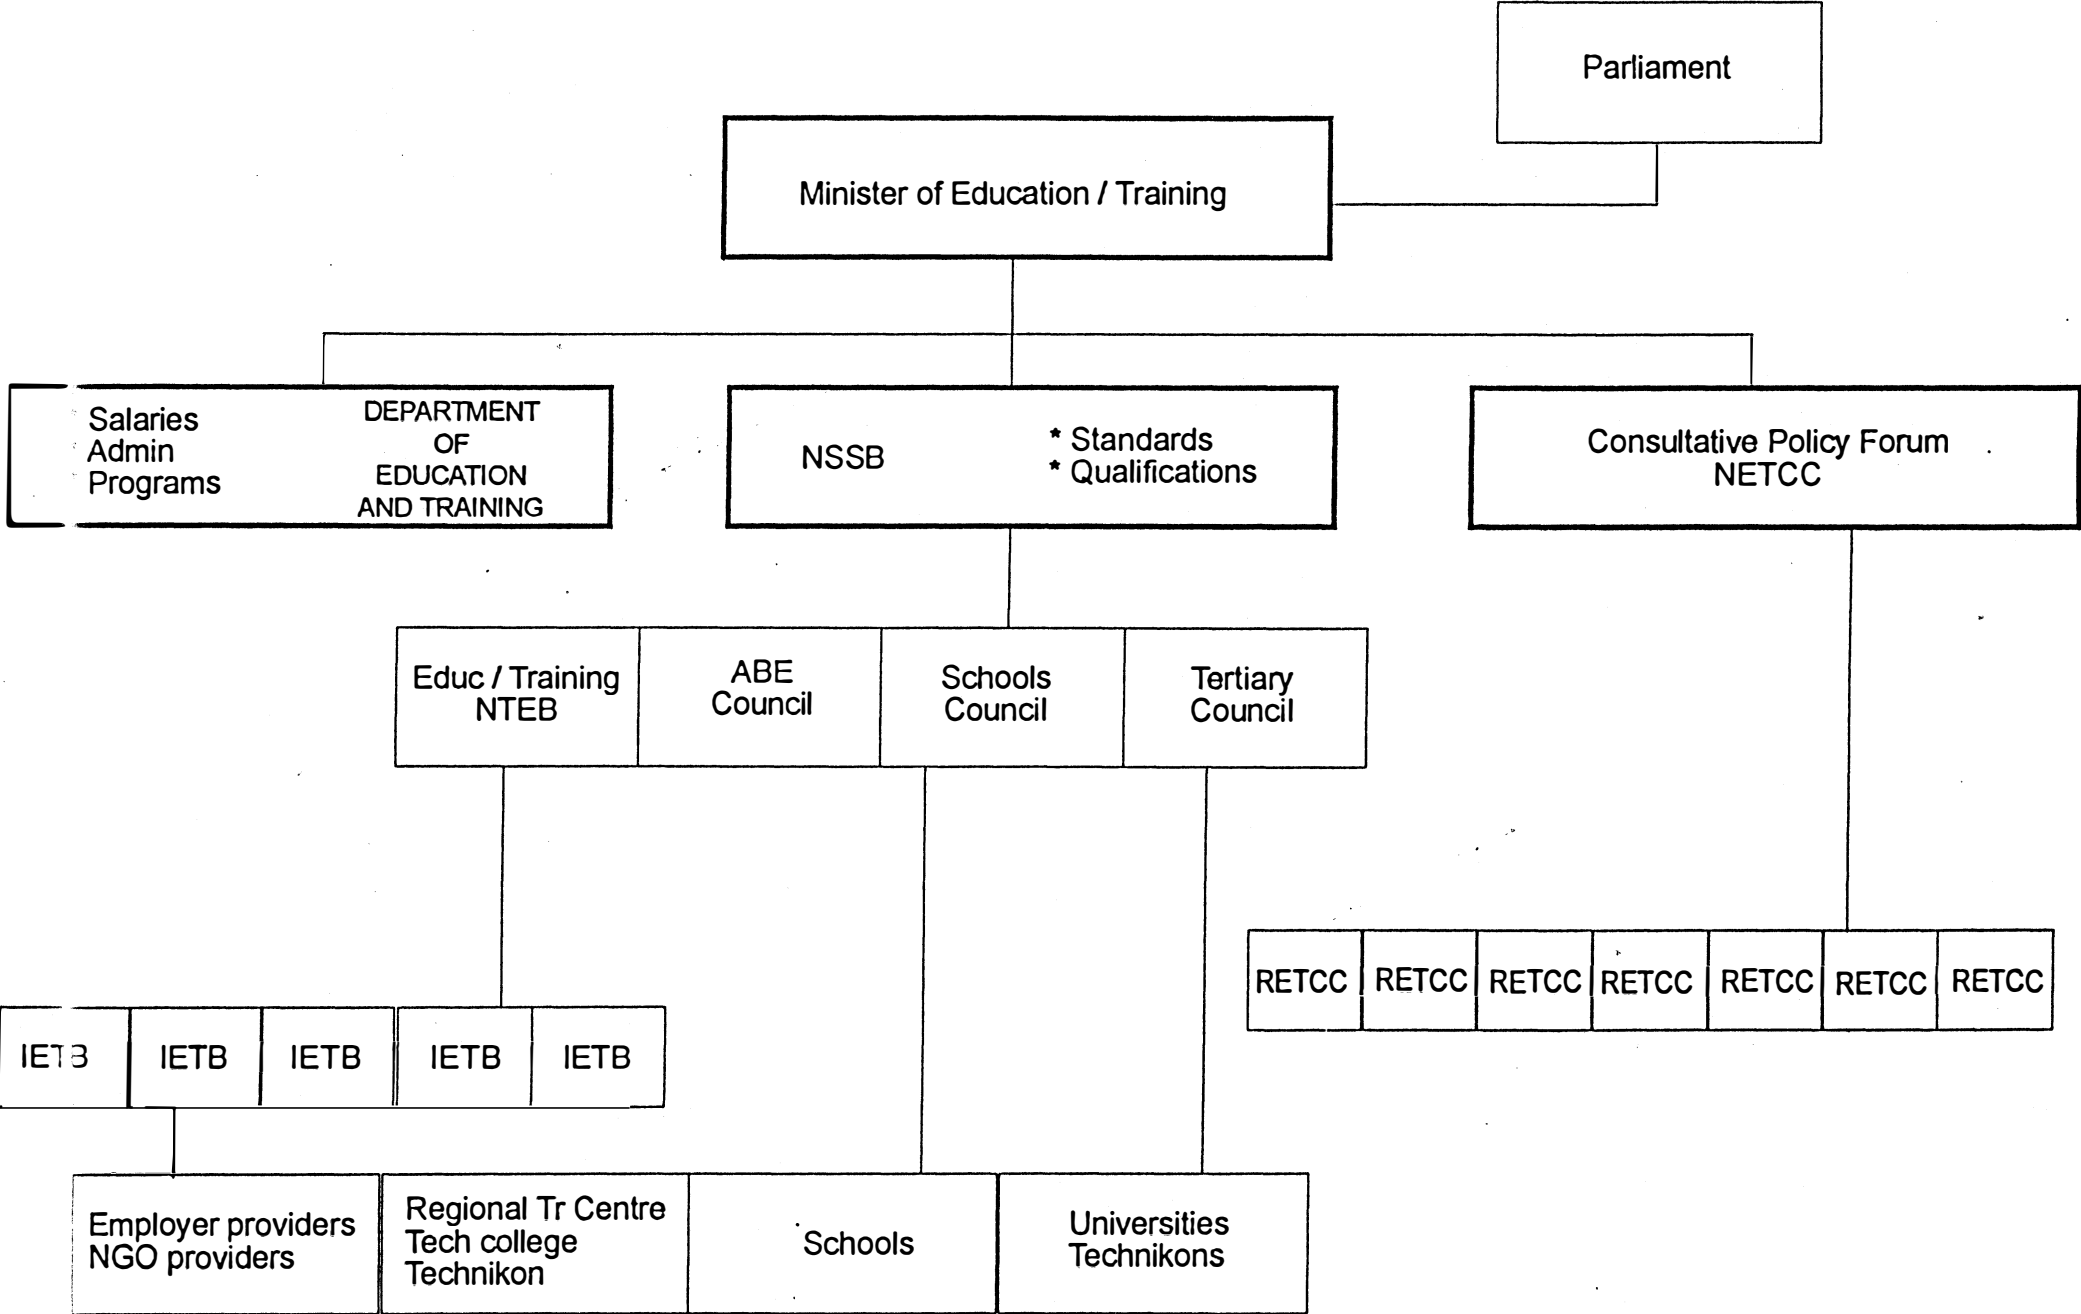 Parliament
Minister of Education / Training
Salaries
Admin
Programs
DEPARTMENT
OF
EDUCATION
AND TRAINING
NSSB
* Standards
* Qualifications
Consultative Policy Forum
NETCC
Educ / Training
NTEB
ABE
Council
Schools
Council
Tertiary
Council
RETCC
RETCC
RETCC
RETCC
RETCC
RETCC
RETCC
IETB
IETB
IETB
IETB
IETB
Employer providers
NGO providers
Regional Tr Centre
Tech college
Technikon
Schools
Universities
Technikons